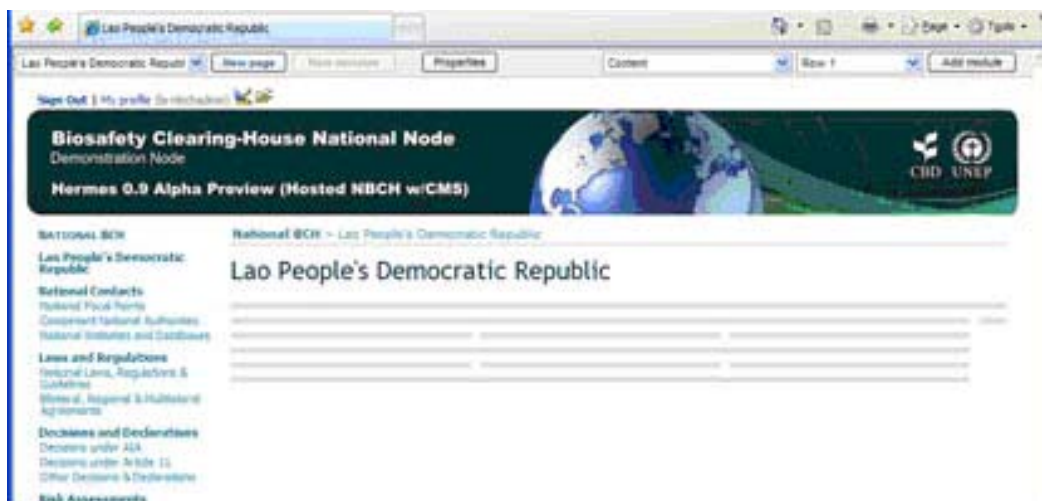 Lao People's Democratic Republic
Page Tools
Lao People's Democratic Republi New page Properties Content Row 1 Add module
Sign Out | My profile
Biosafety Clearing-House National Node
Demonstration Node
Hermes 0.9 Alpha Preview (Hosted NBCH w/CMS)
CBD UNEP
NATIONAL BCH
National BCH > Lao People's Democratic Republic
Lao People's Democratic
Republic
Lao People's Democratic Republic
National Contacts
National Focal Points
Competent National Authorities
National Websites and Databases
Laws and Regulations
National Laws, Regulations &
Guidelines
Bilateral, Regional & Multilateral
Agreements
Decisions and Declarations
Decisions under AIA
Decisions under Article 11
Other Decisions & Declarations
Risk Assessments